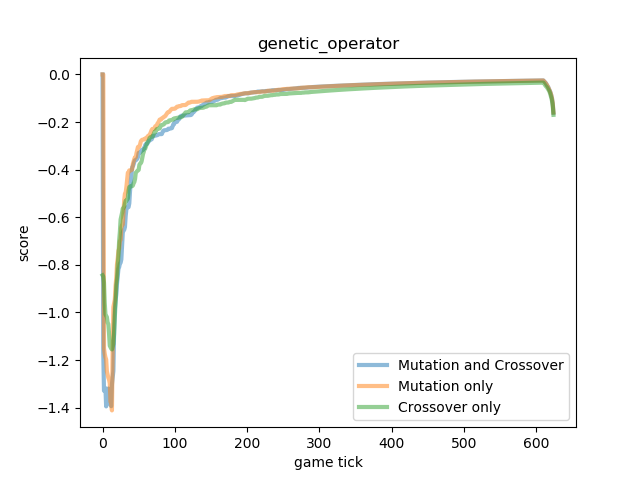 genetic_operator
0.0
−0.2
−0.4
−0.6
−0.8
−1.0
−1.2
−1.4
score
Mutation and Crossover
Mutation only
Crossover only
0 100 200 300 400 500 600
game tick